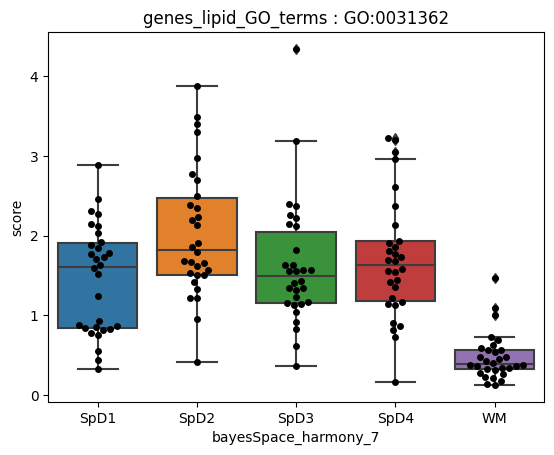 genes_lipid_GO_terms : GO:0031362
4
3
2
1
0
score
SpD1 SpD2 SpD3 SpD4 WM
bayesSpace_harmony_7